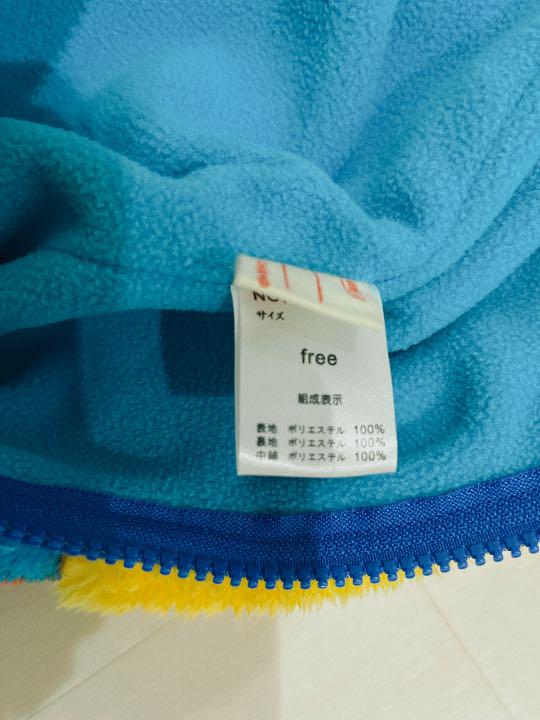 NO.
サイズ
free
組成表示
表地 ポリエステル 100%
裏地 ポリエステル 100%
中綿 ポリエステル 100%